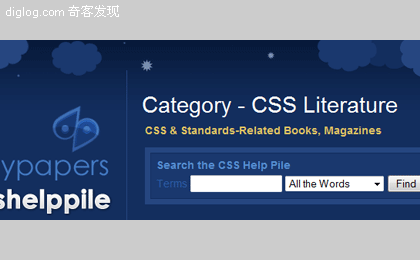 diglog.com 奇客发现
Category - CSS Literature
CSS & Standards-Related Books, Magazines
ypapers
shelppile
Search the CSS Help Pile
Terms
All the Words
Find